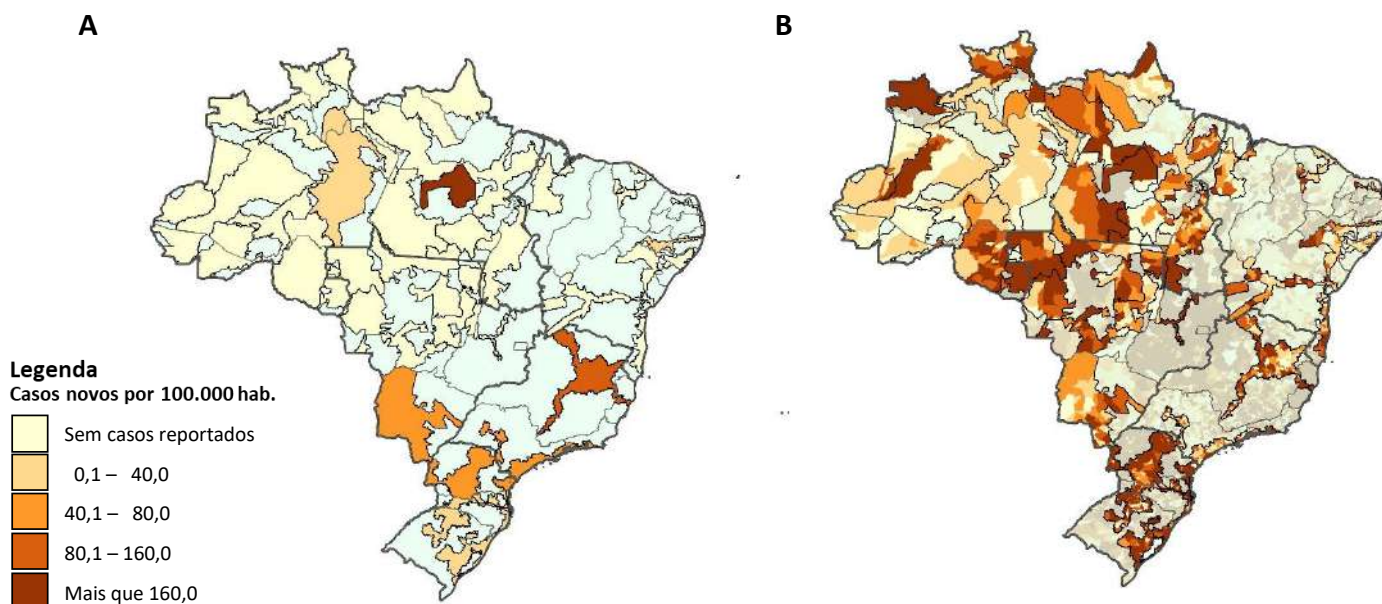 A
B
Legenda
Casos novos por 100.000 hab.
Sem casos reportados
0,1 – 40,0
40,1 – 80,0
80,1 – 160,0
Mais que 160,0